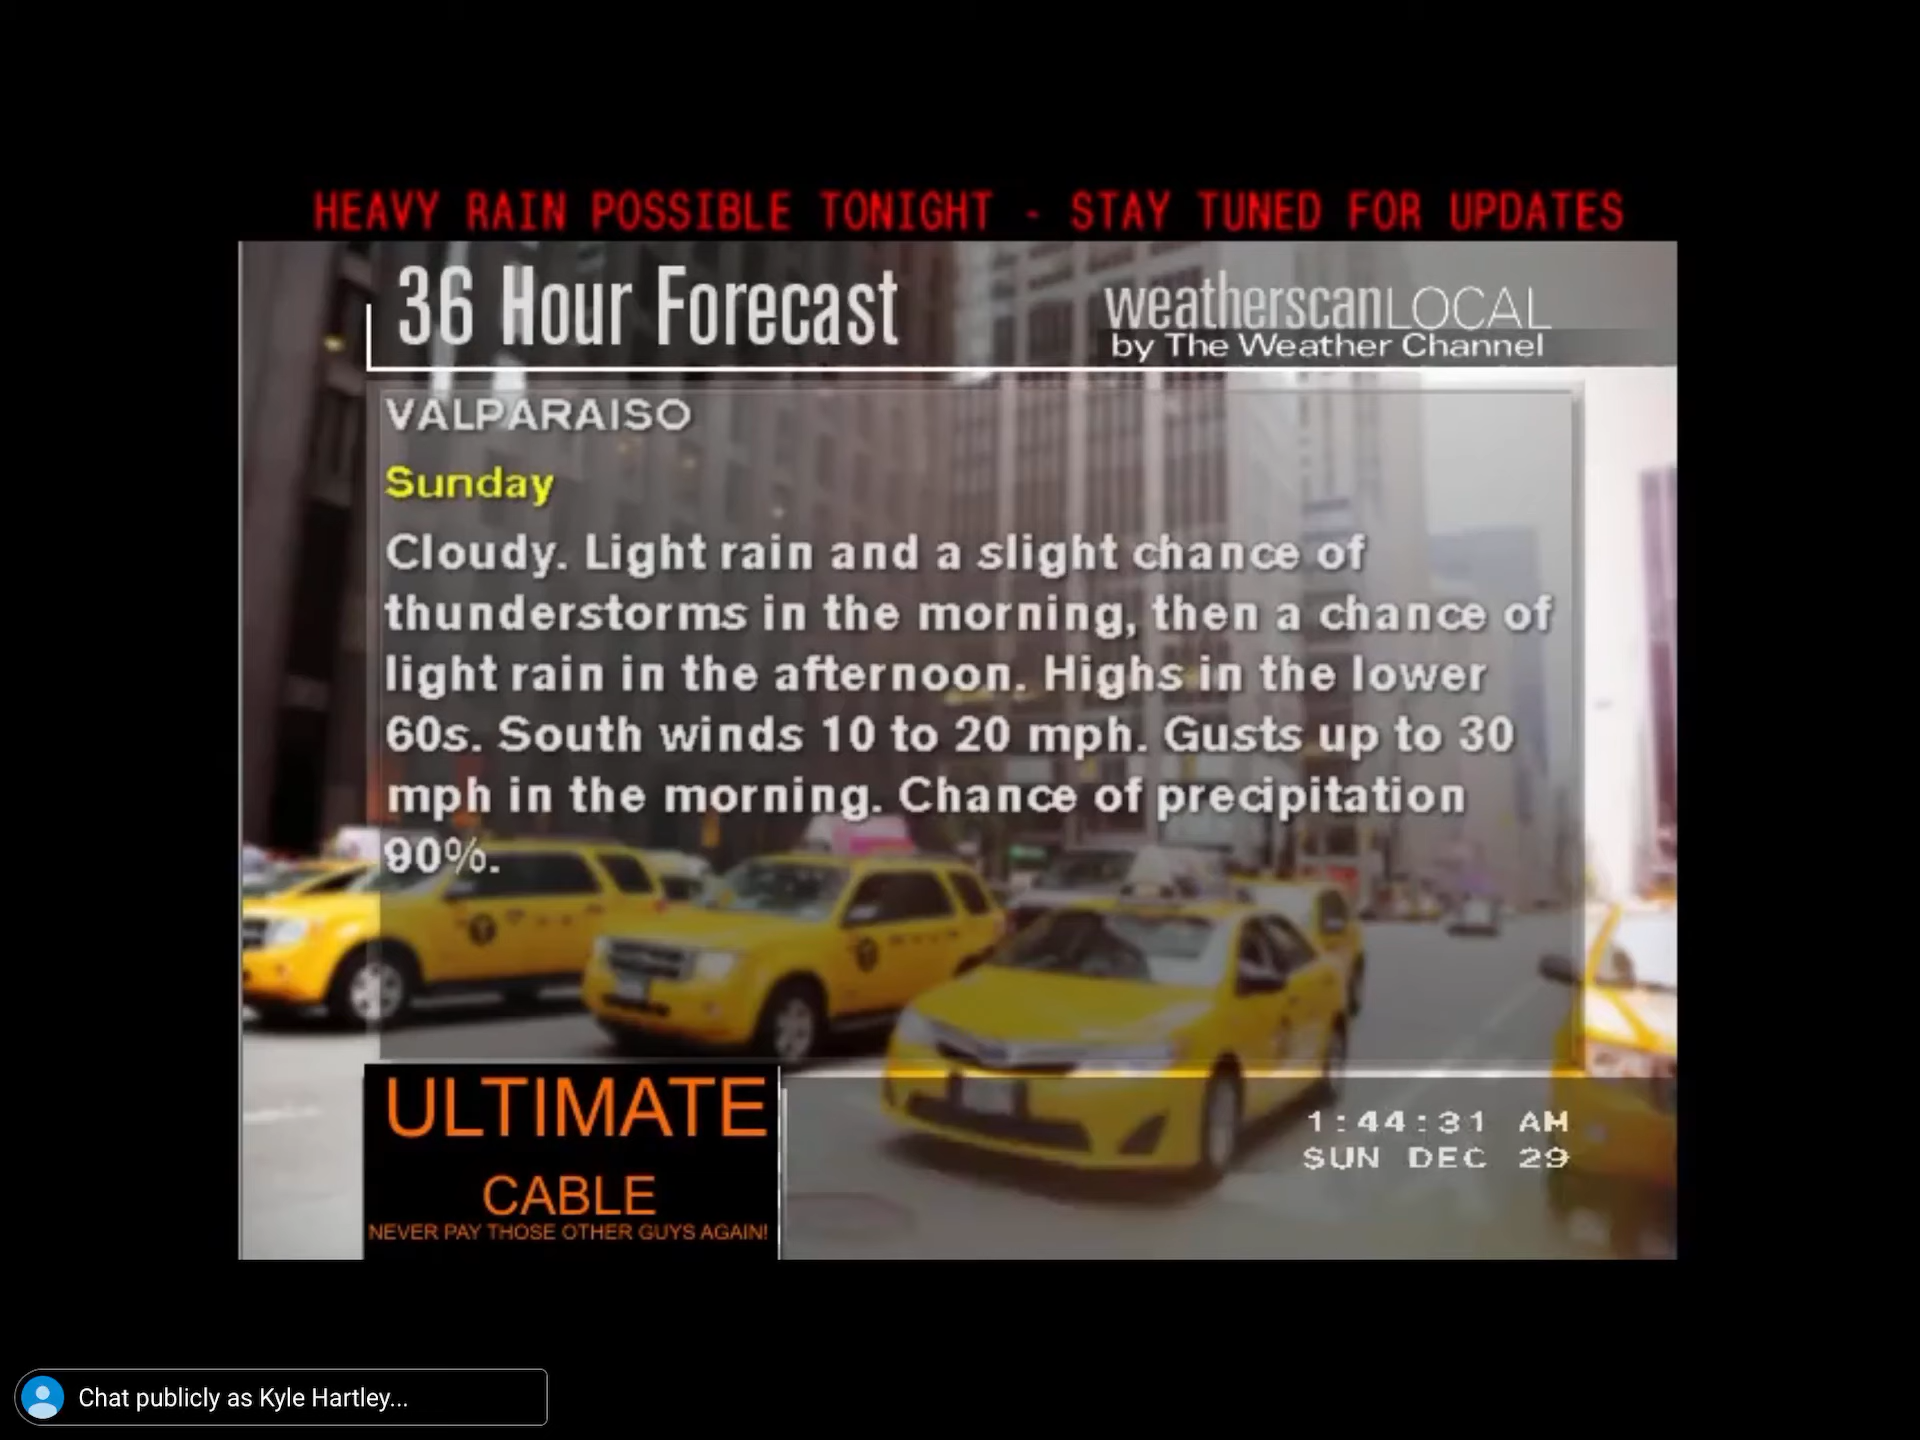 HEAVY RAIN POSSIBLE TONIGHT - STAY TUNED FOR UPDATES
36 Hour Forecast
weatherscanLOCAL
by The Weather Channel
VALPARAISO
Sunday
Cloudy. Light rain and a slight chance of
thunderstorms in the morning, then a chance of
light rain in the afternoon. Highs in the lower
60s. South winds 10 to 20 mph. Gusts up to 30
mph in the morning. Chance of precipitation
90%.
ULTIMATE
CABLE
NEVER PAY THOSE OTHER GUYS AGAIN!
1:44:31 AM
SUN DEC 29
Chat publicly as Kyle Hartley...